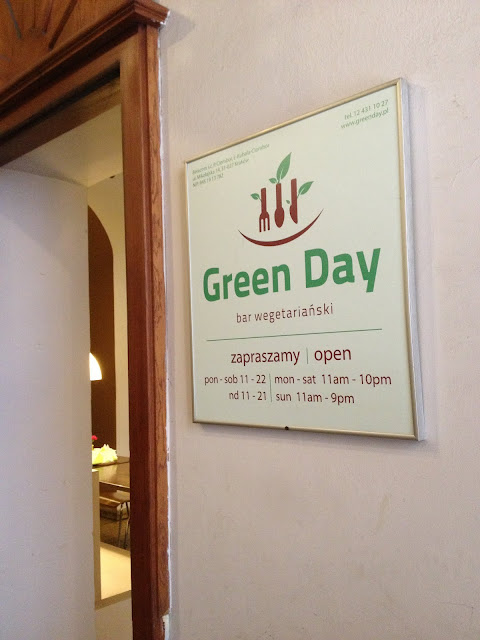 tel. 12 431 10 27
www.greenday.pl
Green Day
bar wegetariański
zapraszamy | open
pon - sob 11 - 22 | mon - sat 11am - 10pm
nd 11 - 21 | sun 11am - 9pm